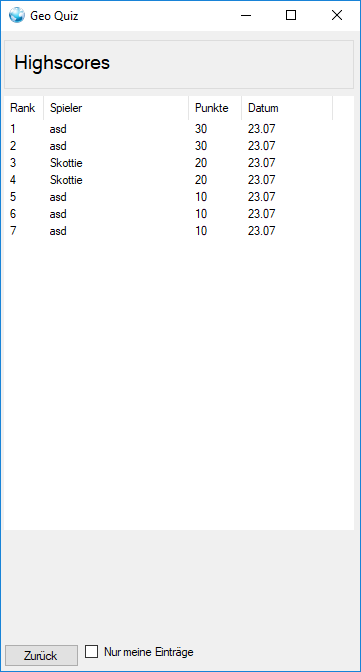 Geo Quiz
Highscores
Rank Spieler Punkte Datum
1 asd 30 23.07
2 asd 30 23.07
3 Skottie 20 23.07
4 Skottie 20 23.07
5 asd 10 23.07
6 asd 10 23.07
7 asd 10 23.07
Zurück Nur meine Einträge